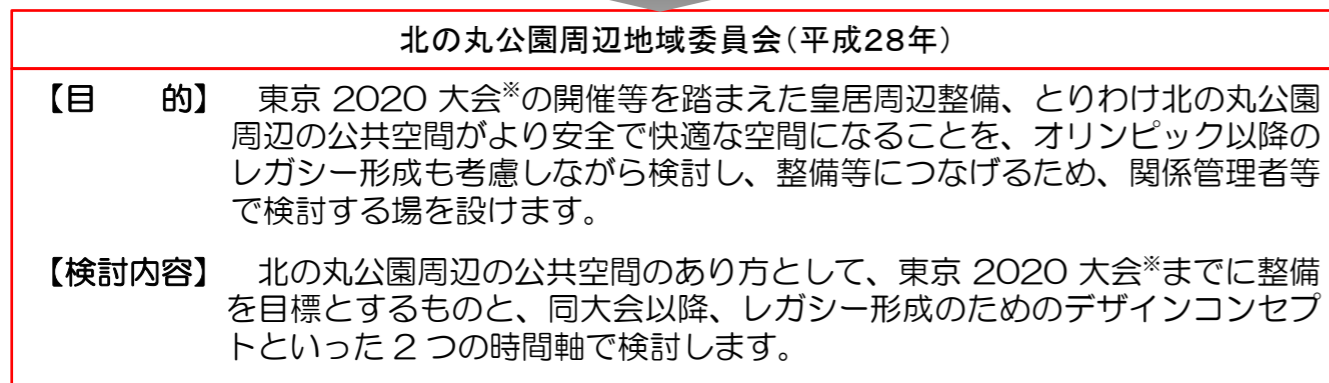 北の丸公園周辺地域委員会(平成28年)
【目　的】　東京 2020 大会※の開催等を踏まえた皇居周辺整備、とりわけ北の丸公園
周辺の公共空間がより安全で快適な空間になることを、オリンピック以降の
レガシー形成も考慮しながら検討し、整備等につなげるため、関係管理者等
で検討する場を設けます。
【検討内容】　北の丸公園周辺の公共空間のあり方として、東京 2020 大会※までに整備
を目標とするものと、同大会以降、レガシー形成のためのデザインコンセプ
トといった 2 つの時間軸で検討します。